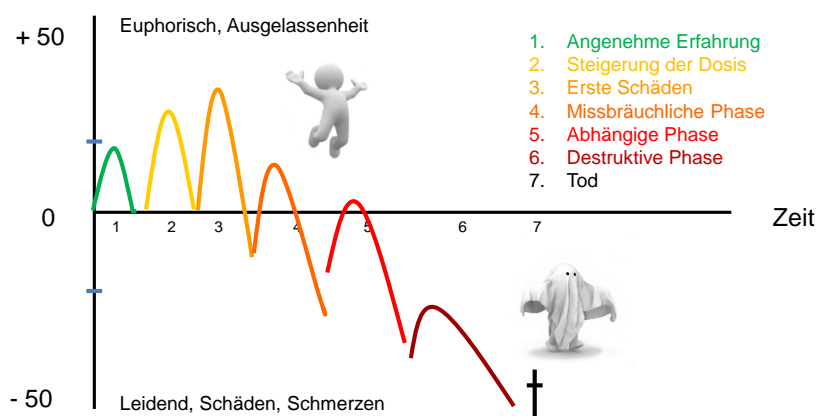 + 50
Euphorisch, Ausgelassenheit
1. Angenehme Erfahrung
2. Steigerung der Dosis
3. Erste Schäden
4. Missbräuchliche Phase
5. Abhängige Phase
6. Destruktive Phase
7. Tod
0
1 2 3 4 5 6 7
Zeit
- 50
Leidend, Schäden, Schmerzen